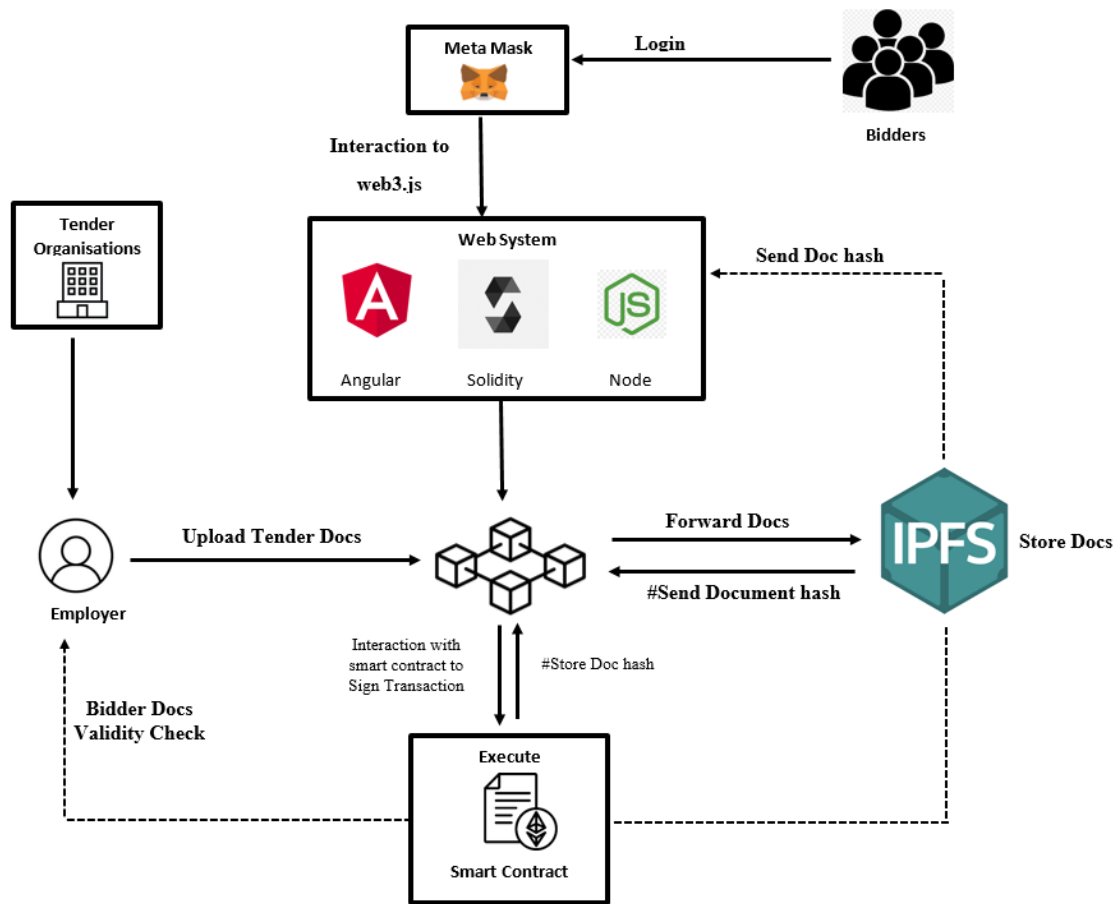 Meta Mask
Login
Bidders
Interaction to
web3.js
Tender
Organisations
Web System
Send Doc hash
JS
Angular
Solidity
Node
Upload Tender Docs
Forward Docs
IPFS
Store Docs
#Send Document hash
Employer
Interaction with
smart contract to
Sign Transaction
#Store Doc hash
Bidder Docs
Validity Check
Execute
Smart Contract